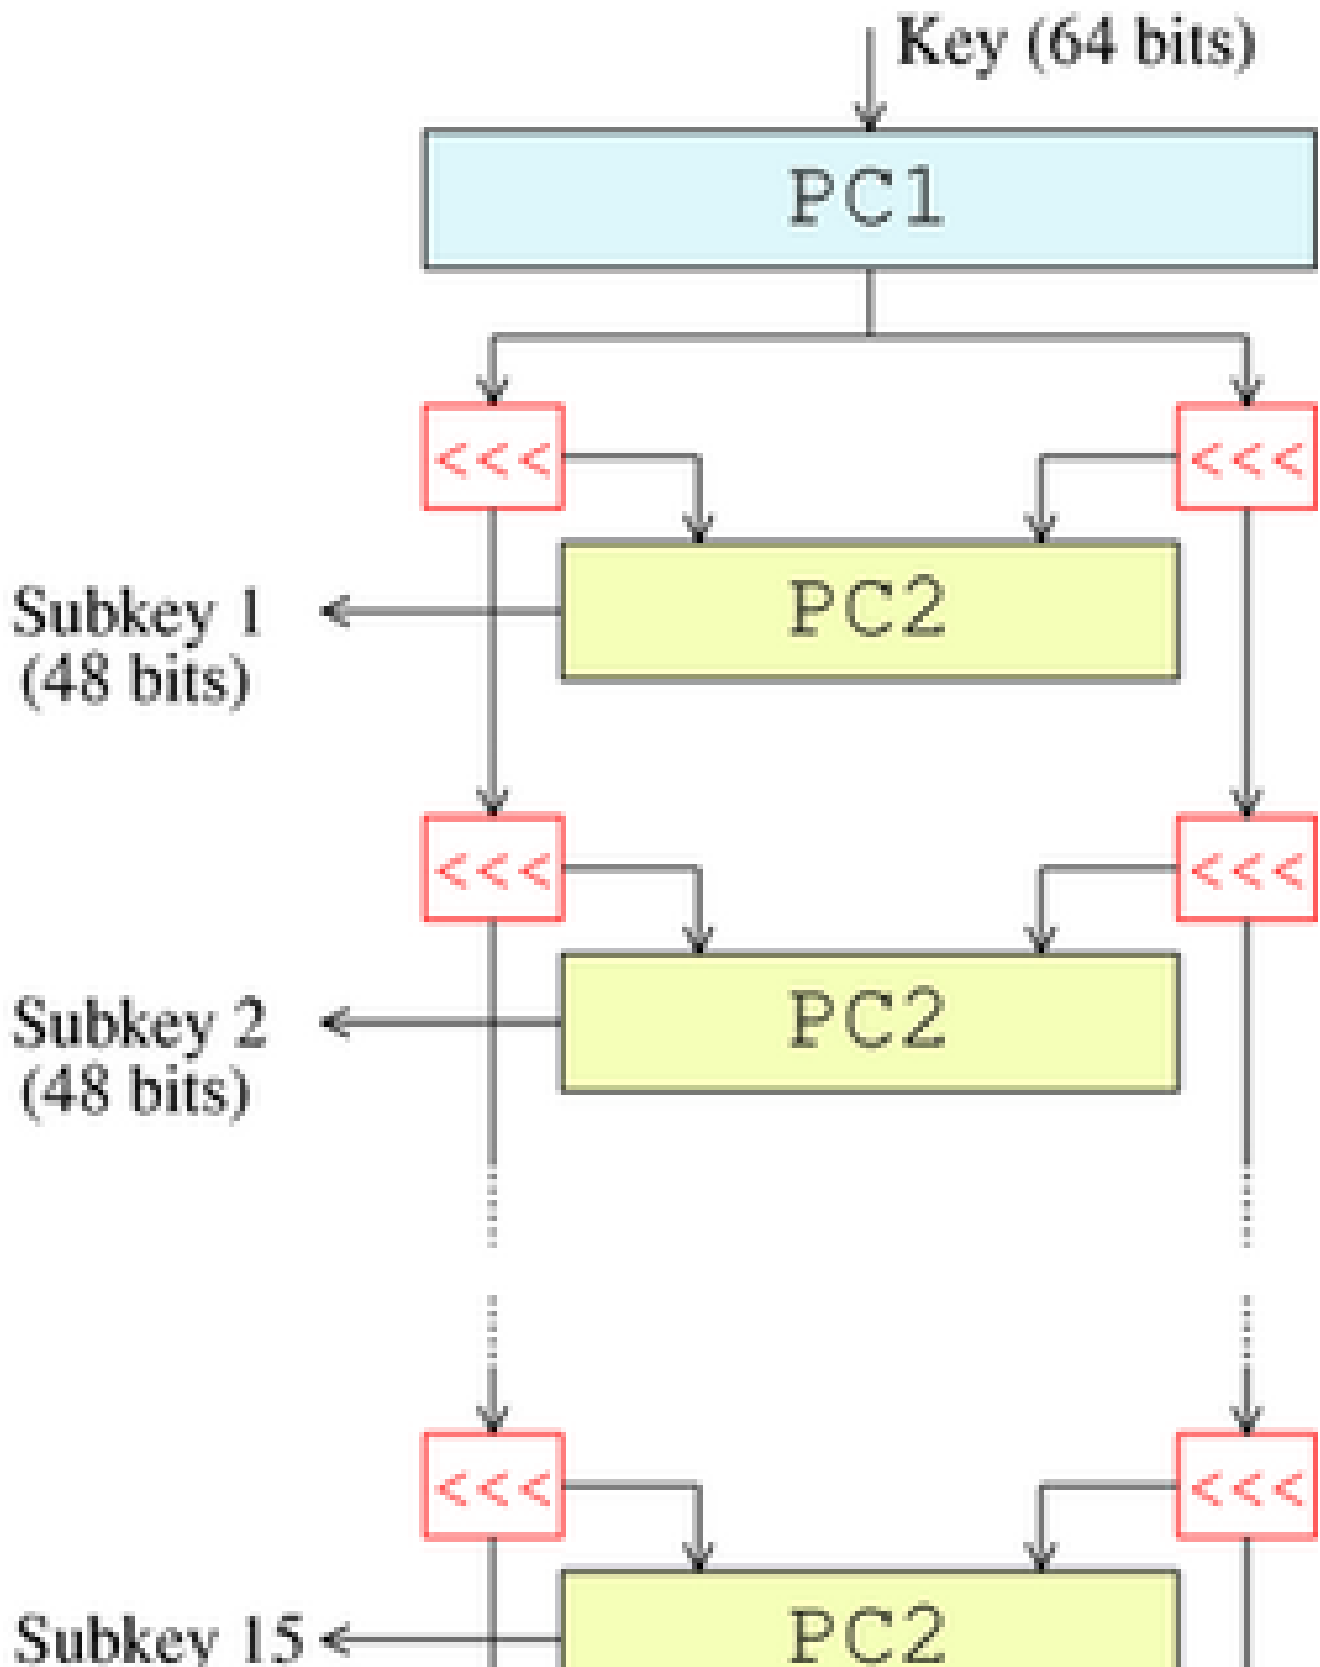 Key (64 bits)
PC1
<<< <<<
PC2
Subkey 1
(48 bits)
<<< <<<
PC2
Subkey 2
(48 bits)
<<< <<<
PC2
Subkey 15